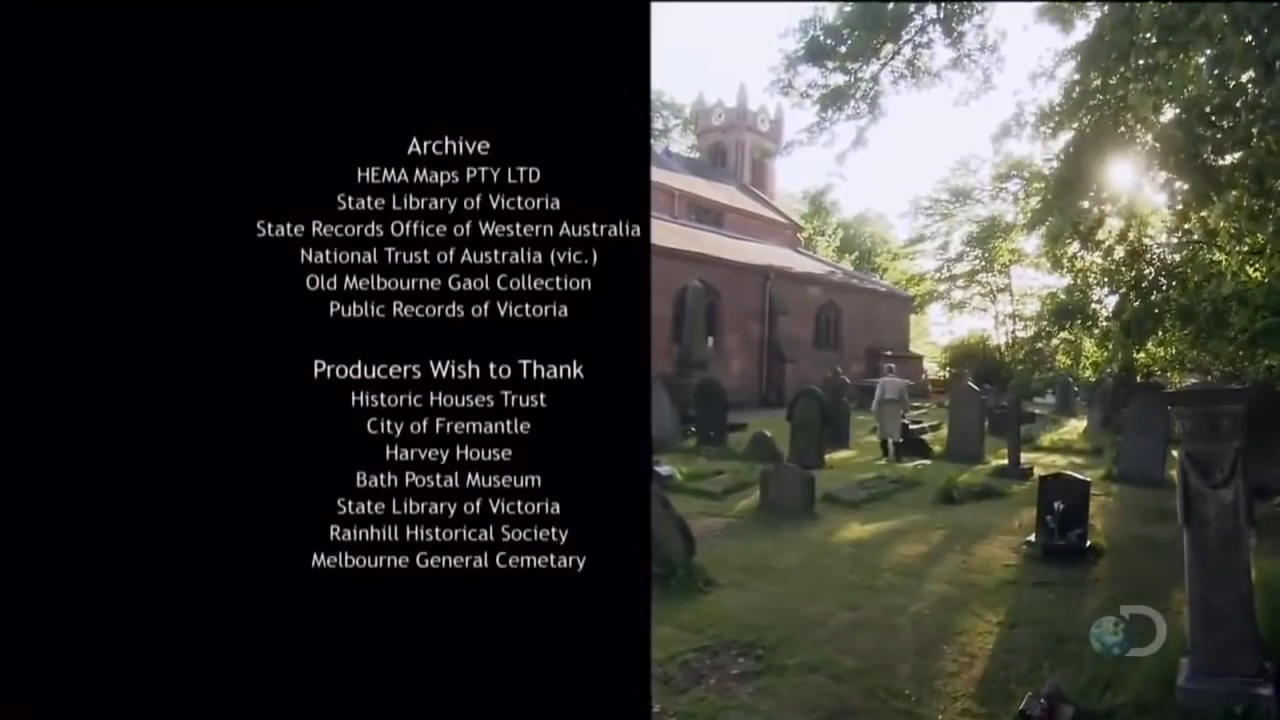 Archive
HEMA Maps PTY LTD
State Library of Victoria
State Records Office of Western Australia
National Trust of Australia (vic.)
Old Melbourne Gaol Collection
Public Records of Victoria
Producers Wish to Thank
Historic Houses Trust
City of Fremantle
Harvey House
Bath Postal Museum
State Library of Victoria
Rainhill Historical Society
Melbourne General Cemetary